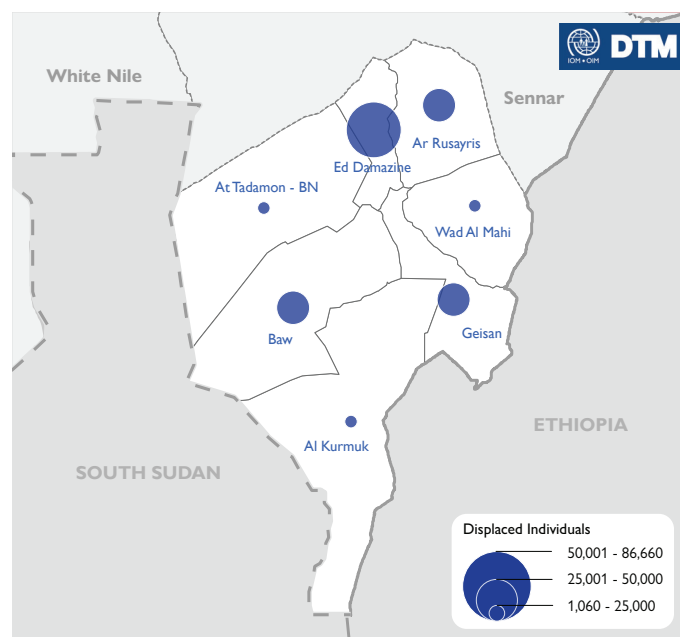 IOM • OIM
DTM
White Nile
Sennar
Ar Rusayris
Ed Damazine
At Tadamon - BN
Wad Al Mahi
Baw
Geisan
Al Kurmuk
ETHIOPIA
SOUTH SUDAN
Displaced Individuals
50,001 - 86,660
25,001 - 50,000
1,060 - 25,000